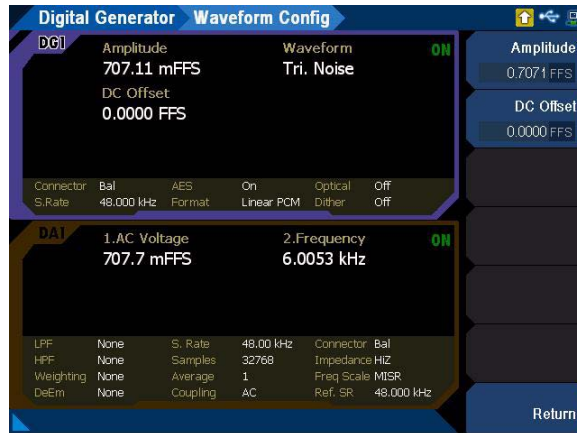 Digital Generator Waveform Config
DG1
Amplitude Waveform ON
707.11 mFFS Tri. Noise
DC Offset
0.0000 FFS
Connector Bal AES On Optical Off
S.Rate 48.000 kHz Format Linear PCM Dither Off
DA1
1.AC Voltage 2.Frequency ON
707.7 mFFS 6.0053 kHz
LPF None S. Rate 48.00 kHz Connector Bal
HPF None Samples 32768 Impedance HiZ
Weighting None Average 1 Freq Scale MISR
DeEm None Coupling AC Ref. SR 48.000 kHz
Amplitude
0.7071 FFS
DC Offset
0.0000 FFS
Return